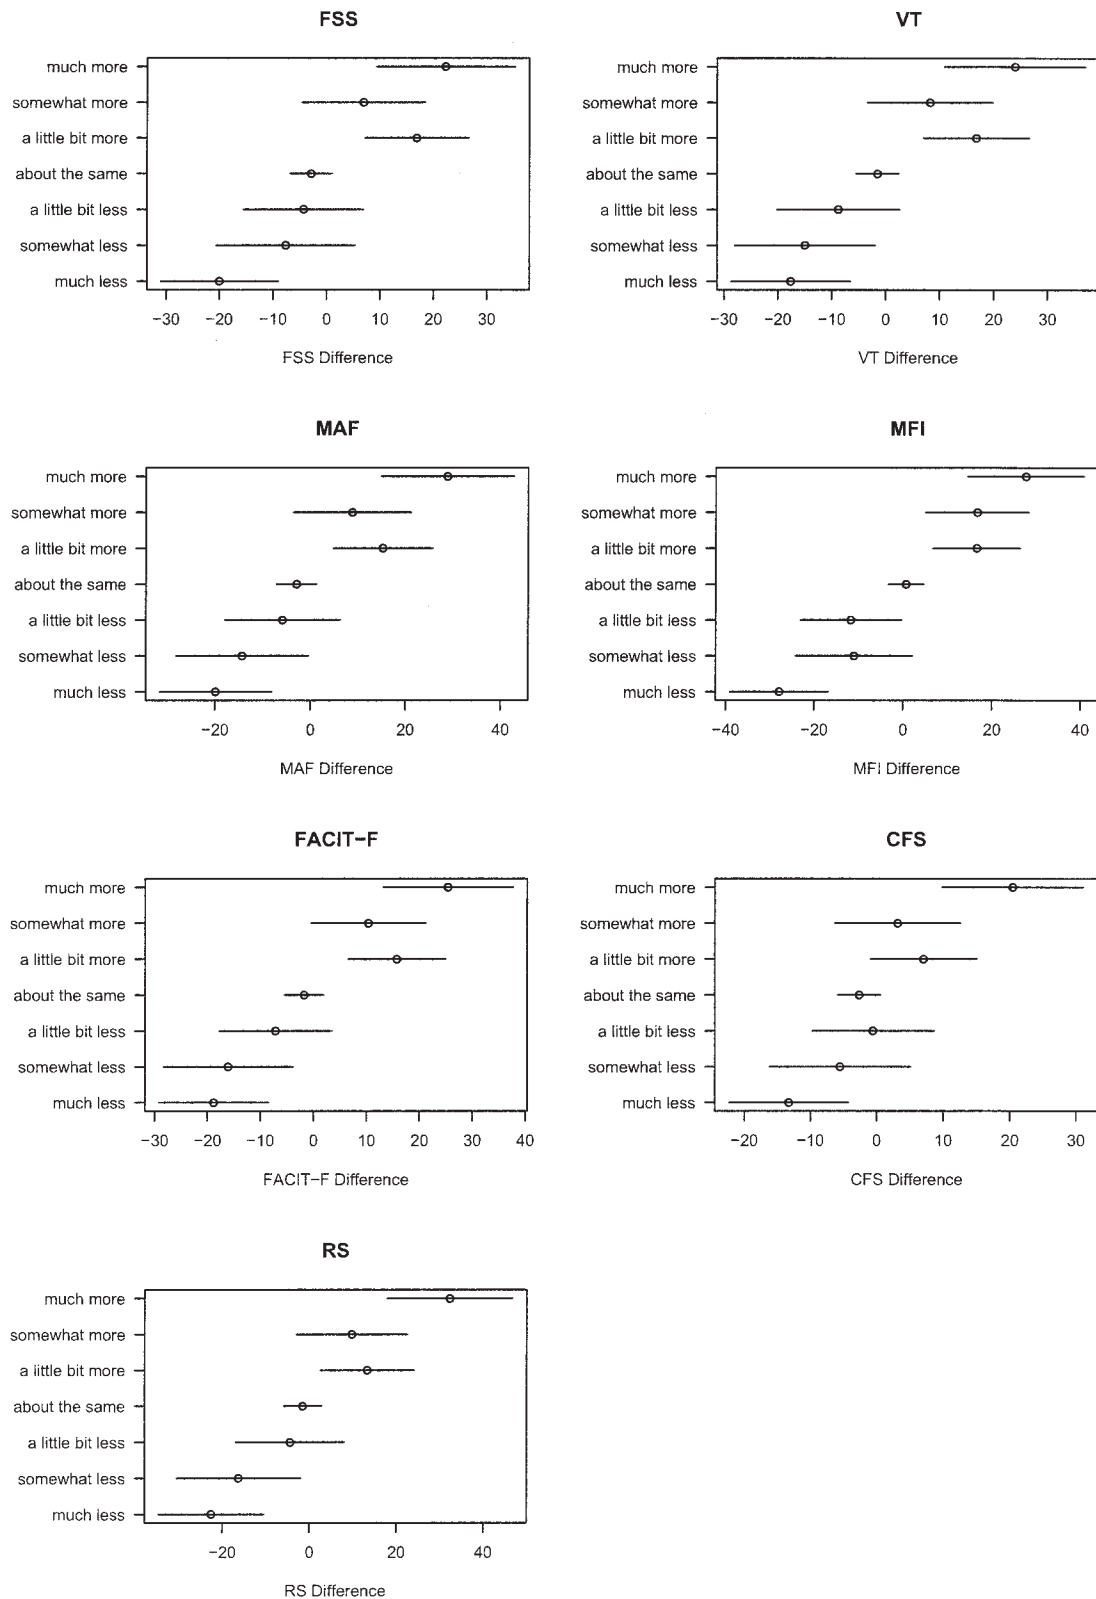 FSS
much more
somewhat more
a little bit more
about the same
a little bit less
somewhat less
much less
−30 −20 −10 0 10 20 30
FSS Difference
VT
much more
somewhat more
a little bit more
about the same
a little bit less
somewhat less
much less
−30 −20 −10 0 10 20 30
VT Difference
MAF
much more
somewhat more
a little bit more
about the same
a little bit less
somewhat less
much less
−20 0 20 40
MAF Difference
MFI
much more
somewhat more
a little bit more
about the same
a little bit less
somewhat less
much less
−40 −20 0 20 40
MFI Difference
FACIT−F
much more
somewhat more
a little bit more
about the same
a little bit less
somewhat less
much less
−30 −20 −10 0 10 20 30 40
FACIT−F Difference
CFS
much more
somewhat more
a little bit more
about the same
a little bit less
somewhat less
much less
−20 −10 0 10 20 30
CFS Difference
RS
much more
somewhat more
a little bit more
about the same
a little bit less
somewhat less
much less
−20 0 20 40
RS Difference